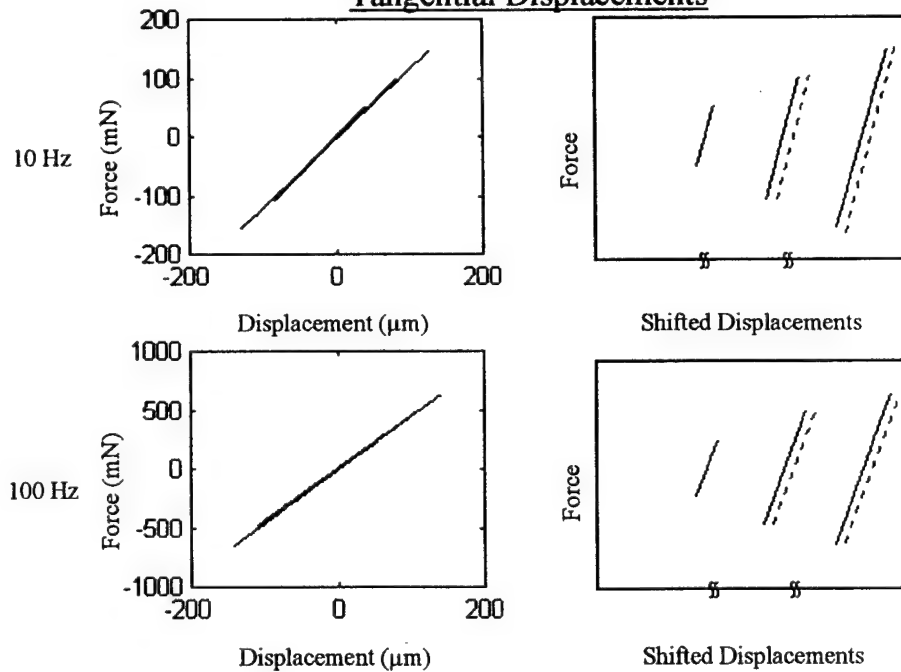 Tangential Displacements
200
100
0
-100
-200
-200 0 200
Force (mN)
Displacement (µm)
10 Hz
Force
Shifted Displacements
1000
500
0
-500
-1000
-200 0 200
Force (mN)
Displacement (µm)
100 Hz
Force
Shifted Displacements